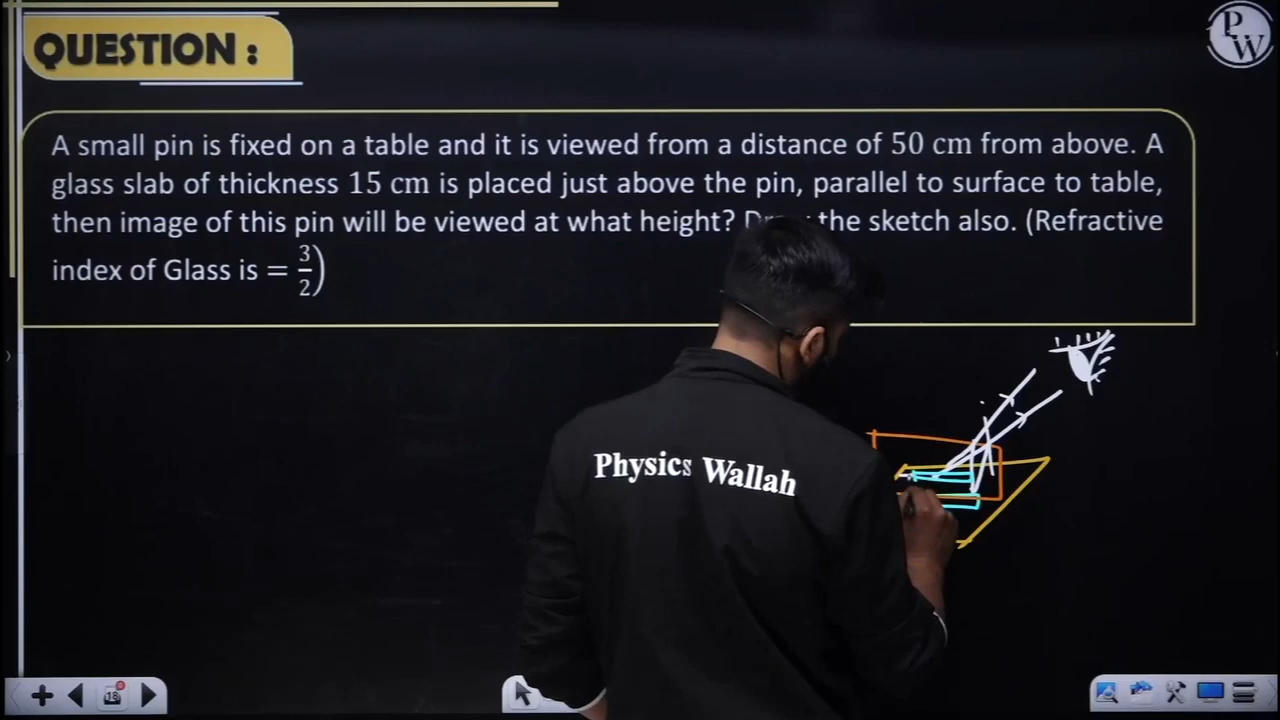 QUESTION :
PW
A small pin is fixed on a table and it is viewed from a distance of 50 cm from above. A
glass slab of thickness 15 cm is placed just above the pin, parallel to surface to table,
then image of this pin will be viewed at what height? the sketch also. (Refractive
index of Glass is = 3/2)
Physics Wallah
18